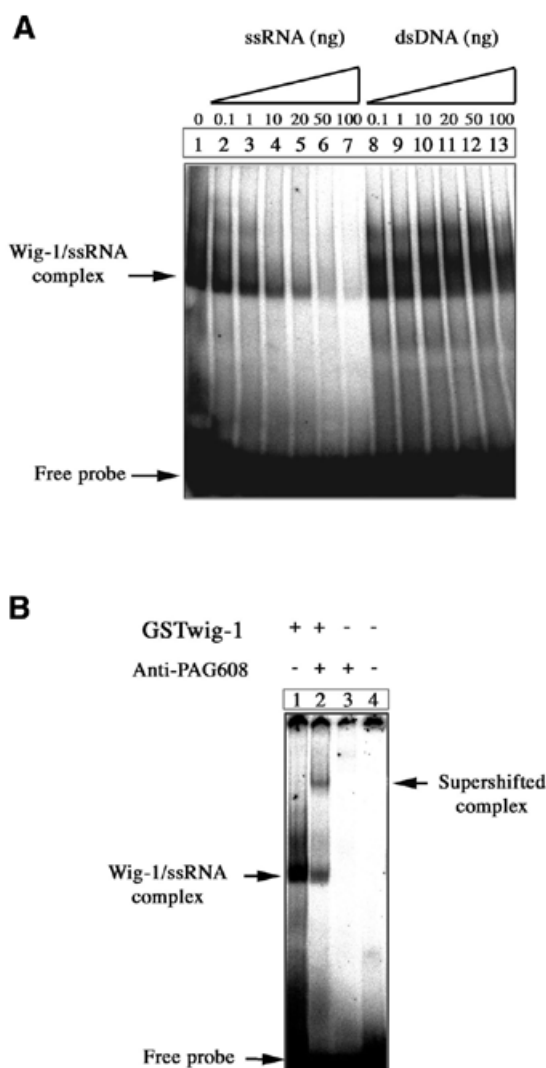 A
ssRNA (ng) dsDNA (ng)
0 0.1 1 10 20 50 100 0.1 1 10 20 50 100
1 2 3 4 5 6 7 8 9 10 11 12 13
Wig-1/ssRNA
complex
Free probe
B
GSTwig-1 + + - -
Anti-PAG608 - + + -
1 2 3 4
Supershifted
complex
Wig-1/ssRNA
complex
Free probe